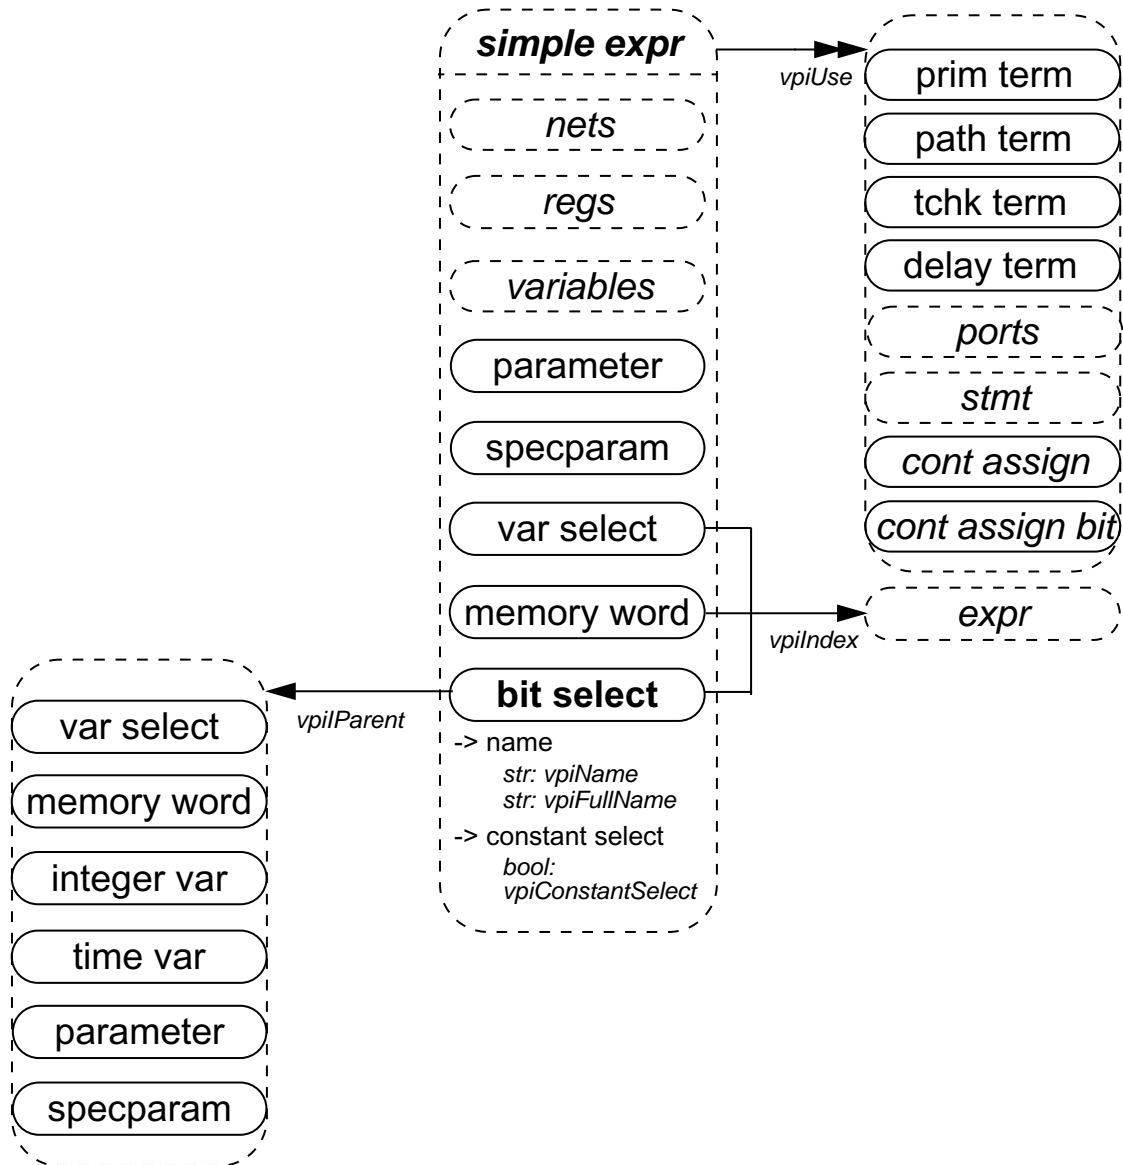 simple expr
nets
regs
variables
parameter
specparam
var select
memory word
bit select
-> name
str: vpiName
str: vpiFullName
-> constant select
bool:
vpiConstantSelect
vpiUse
prim term
path term
tchk term
delay term
ports
stmt
cont assign
cont assign bit
vpiIndex
expr
vpiIParent
var select
memory word
integer var
time var
parameter
specparam